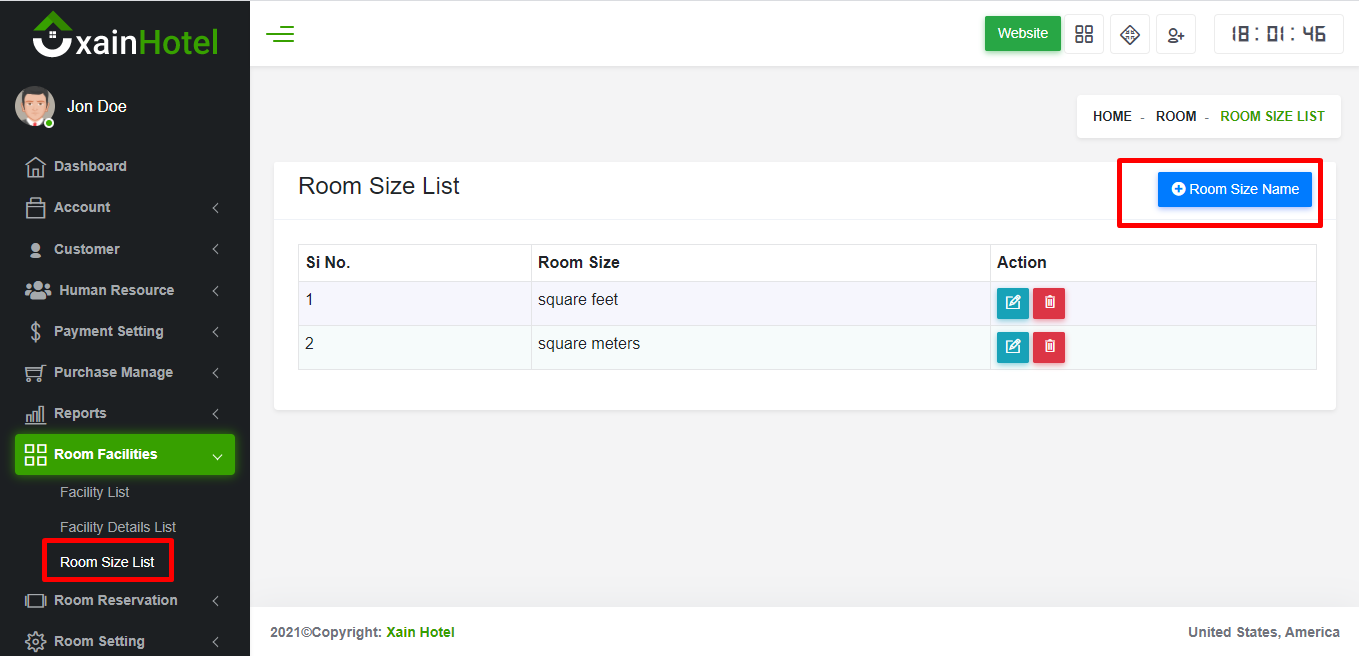 xainHotel
Jon Doe
Dashboard
Account
Customer
Human Resource
Payment Setting
Purchase Manage
Reports
Room Facilities
Facility List
Facility Details List
Room Size List
Room Reservation
Room Setting
Website
18:01:46
HOME - ROOM - ROOM SIZE LIST
Room Size List
Room Size Name
Si No. Room Size Action
1 square feet
2 square meters
2021©Copyright: Xain Hotel
United States, America